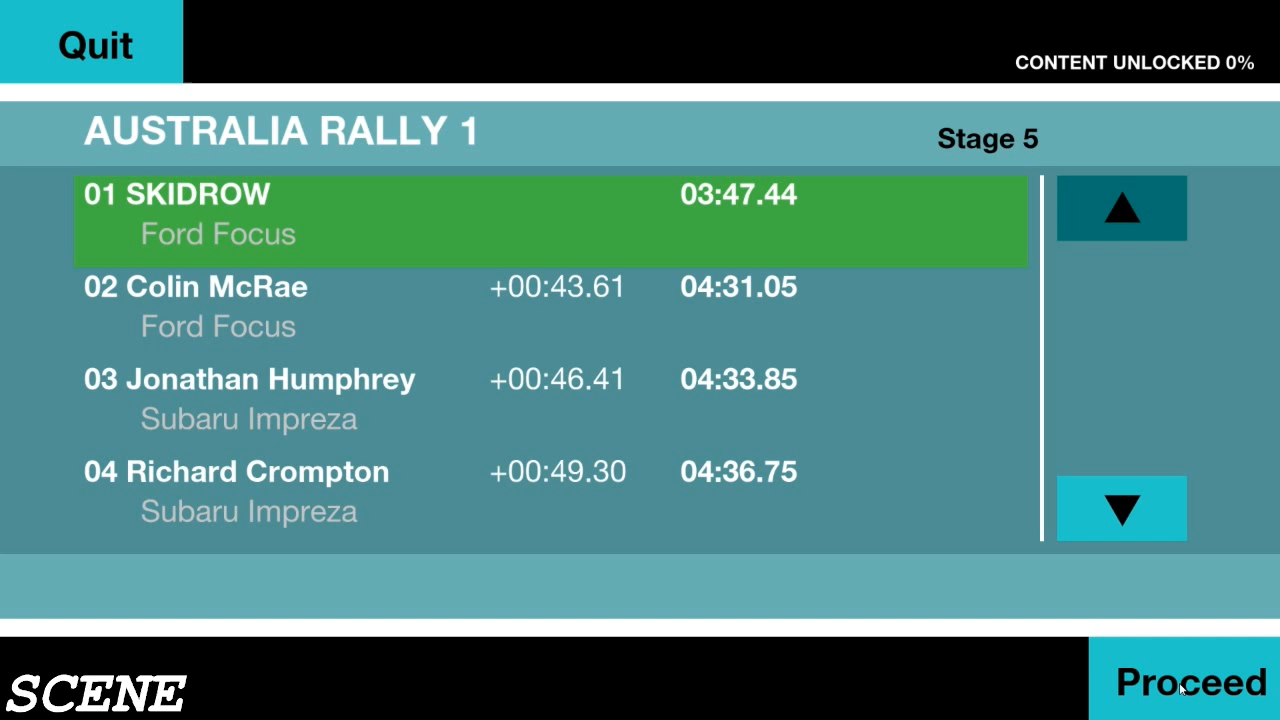 Quit
CONTENT UNLOCKED 0%
AUSTRALIA RALLY 1 Stage 5
01 SKIDROW 03:47.44
Ford Focus
02 Colin McRae +00:43.61 04:31.05
Ford Focus
03 Jonathan Humphrey +00:46.41 04:33.85
Subaru Impreza
04 Richard Crompton +00:49.30 04:36.75
Subaru Impreza
SCENE
Proceed